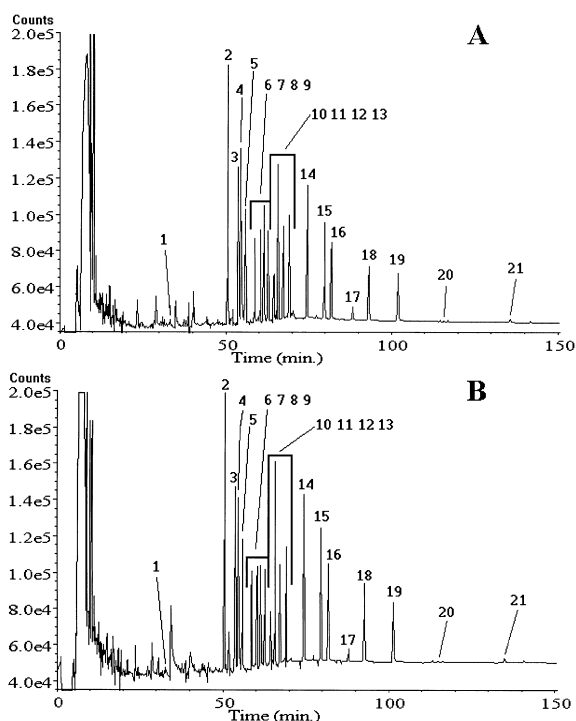 Counts
A
2.0e5
1.8e5
1.6e5
1.4e5
1.2e5
1.0e5
8.0e4
6.0e4
4.0e4
1
2
3
4
5
6 7 8 9
10 11 12 13
14
15
16
17
18
19
20
21
0 50 100 150
Time (min.)
Counts
B
2.0e5
1.8e5
1.6e5
1.4e5
1.2e5
1.0e5
8.0e4
6.0e4
4.0e4
1
2
3
4
5
6 7 8 9
10 11 12 13
14
15
16
17
18
19
20
21
0 50 100 150
Time (min.)